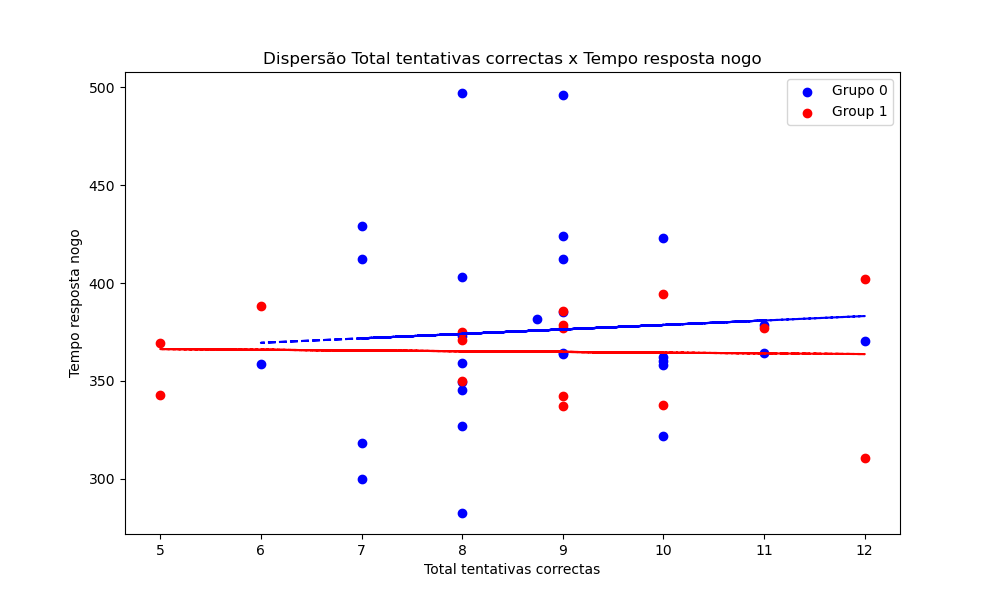 Dispersão Total tentativas correctas x Tempo resposta nogo
Grupo 0
Group 1
Tempo resposta nogo
500
450
400
350
300
5 6 7 8 9 10 11 12
Total tentativas correctas